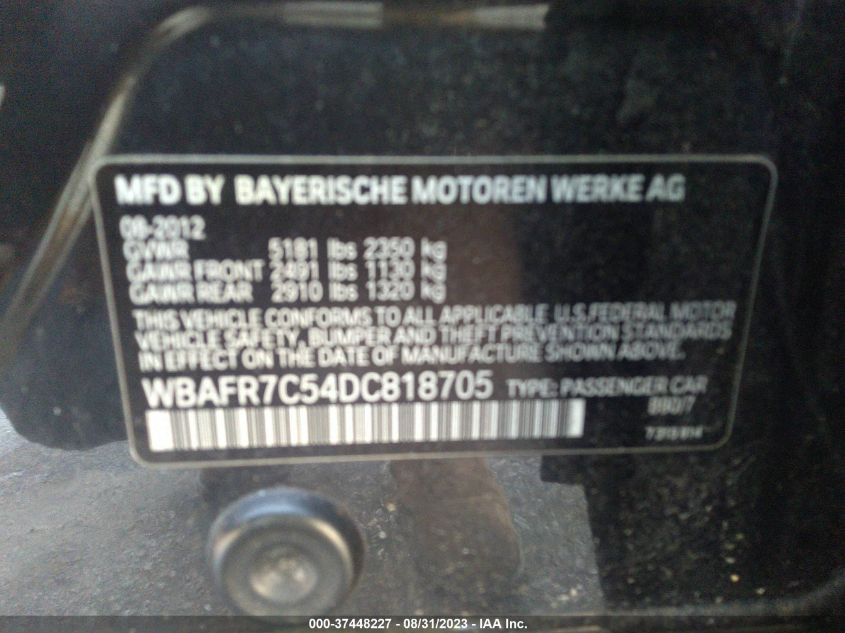 MFD BY BAYERISCHE MOTOREN WERKE AG
08-2012
GVWR 5181 lbs 2350 kg
GAWR FRONT 2491 lbs 1130 kg
GAWR REAR 2910 lbs 1320 kg
THIS VEHICLE CONFORMS TO ALL APPLICABLE U.S.FEDERAL MOTOR
VEHICLE SAFETY, BUMPER AND THEFT PREVENTION STANDARDS
IN EFFECT ON THE DATE OF MANUFACTURE SHOWN ABOVE.
WBAFR7C54DC818705 TYPE: PASSENGER CAR
000-37448227 - 08/31/2023 - IAA Inc.